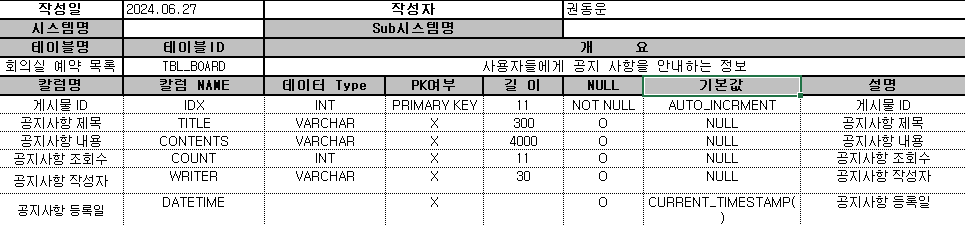 작성일 2024.06.27 작성자 권동운
시스템명 Sub시스템명
테이블명 테이블ID 개 요
회의실 예약 목록 TBL_BOARD 사용자들에게 공지 사항을 안내하는 정보
칼럼명 칼럼 NAME 데이터 Type PK여부 길 이 NULL 기본값 설명
게시물 ID IDX INT PRIMARY KEY 11 NOT NULL AUTO_INCRMENT 게시물 ID
공지사항 제목 TITLE VARCHAR X 300 O NULL 공지사항 제목
공지사항 내용 CONTENTS VARCHAR X 4000 O NULL 공지사항 내용
공지사항 조회수 COUNT INT X 11 O NULL 공지사항 조회수
공지사항 작성자 WRITER VARCHAR X 30 O NULL 공지사항 작성자
공지사항 등록일 DATETIME X O CURRENT_TIMESTAMP( 공지사항 등록일
)